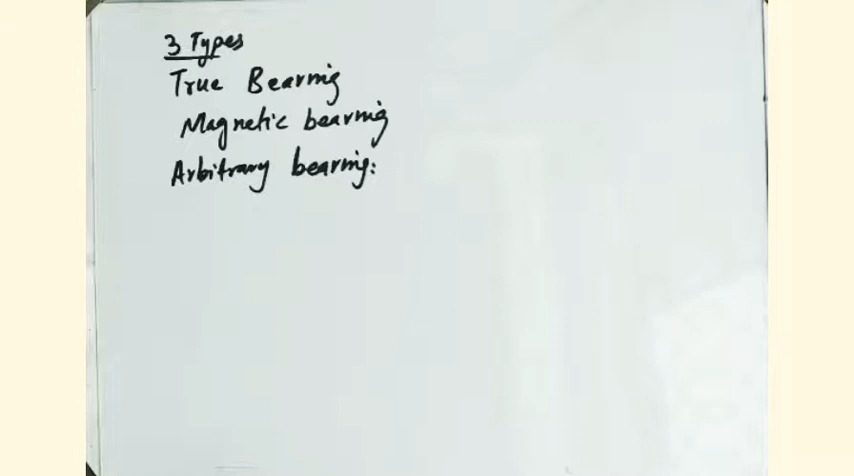 3 Types
True Bearing
Magnetic bearing
Arbitrary bearing: